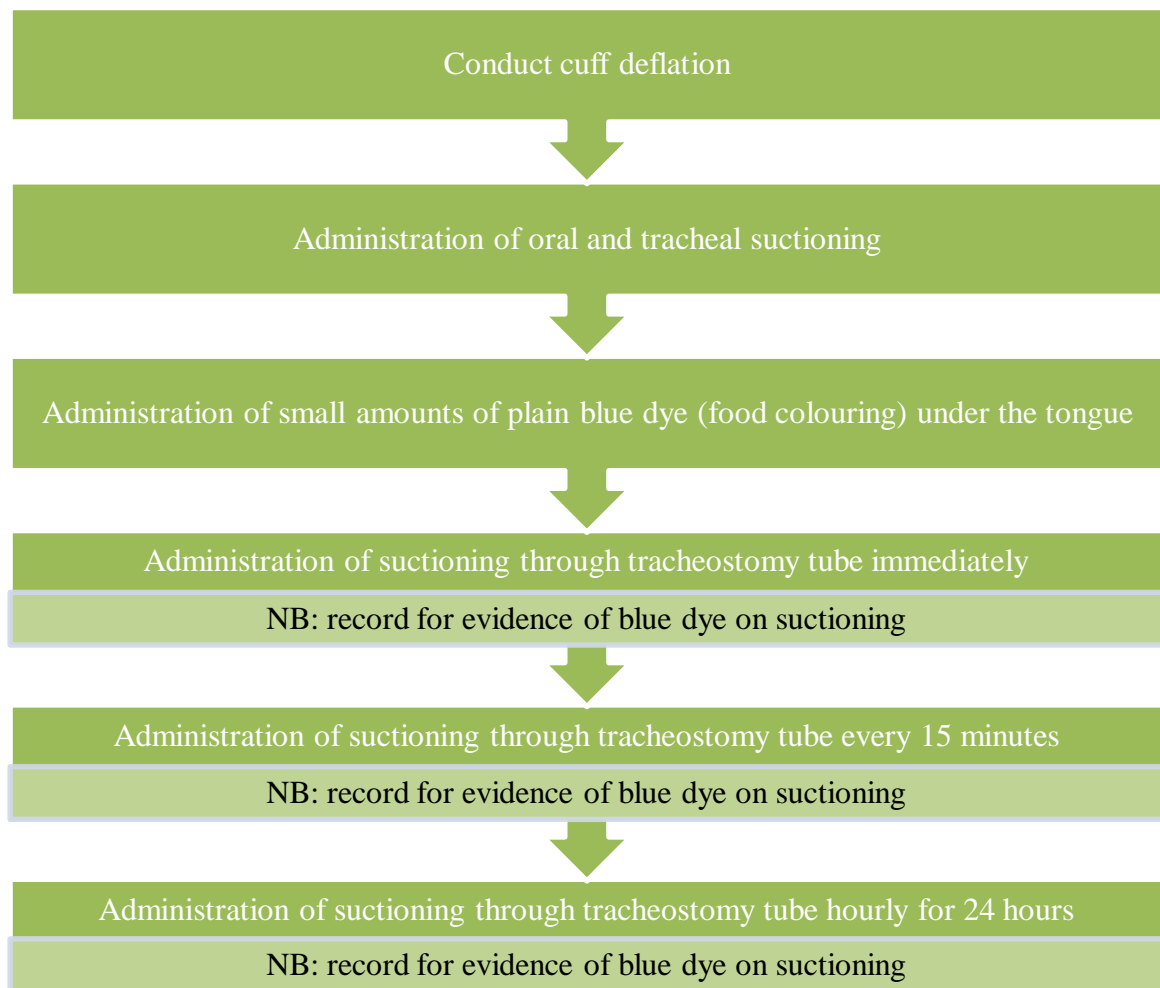 Conduct cuff deflation
Administration of oral and tracheal suctioning
Administration of small amounts of plain blue dye (food colouring) under the tongue
Administration of suctioning through tracheostomy tube immediately
NB: record for evidence of blue dye on suctioning
Administration of suctioning through tracheostomy tube every 15 minutes
NB: record for evidence of blue dye on suctioning
Administration of suctioning through tracheostomy tube hourly for 24 hours
NB: record for evidence of blue dye on suctioning